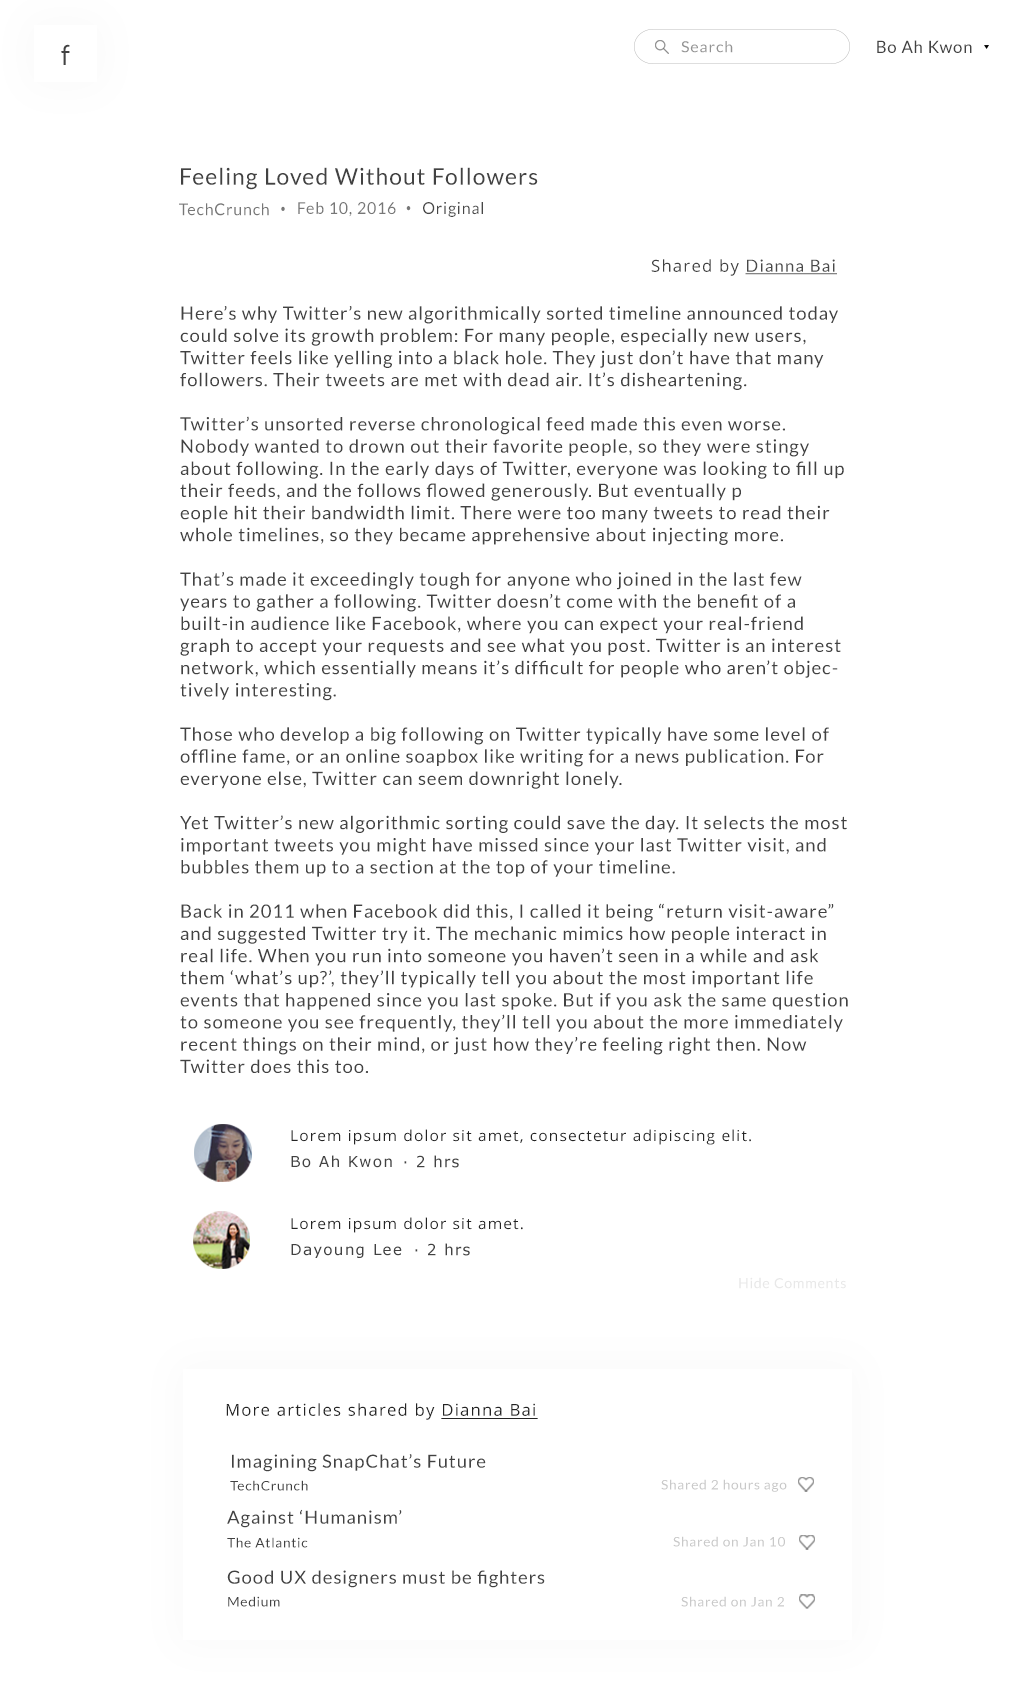 f
Search
Bo Ah Kwon
Feeling Loved Without Followers
TechCrunch • Feb 10, 2016 • Original
Shared by Dianna Bai
Here’s why Twitter’s new algorithmically sorted timeline announced today
could solve its growth problem: For many people, especially new users,
Twitter feels like yelling into a black hole. They just don’t have that many
followers. Their tweets are met with dead air. It’s disheartening.
Twitter’s unsorted reverse chronological feed made this even worse.
Nobody wanted to drown out their favorite people, so they were stingy
about following. In the early days of Twitter, everyone was looking to fill up
their feeds, and the follows flowed generously. But eventually p
eople hit their bandwidth limit. There were too many tweets to read their
whole timelines, so they became apprehensive about injecting more.
That’s made it exceedingly tough for anyone who joined in the last few
years to gather a following. Twitter doesn’t come with the benefit of a
built-in audience like Facebook, where you can expect your real-friend
graph to accept your requests and see what you post. Twitter is an interest
network, which essentially means it’s difficult for people who aren’t objec-
tively interesting.
Those who develop a big following on Twitter typically have some level of
offline fame, or an online soapbox like writing for a news publication. For
everyone else, Twitter can seem downright lonely.
Yet Twitter’s new algorithmic sorting could save the day. It selects the most
important tweets you might have missed since your last Twitter visit, and
bubbles them up to a section at the top of your timeline.
Back in 2011 when Facebook did this, I called it being “return visit-aware”
and suggested Twitter try it. The mechanic mimics how people interact in
real life. When you run into someone you haven’t seen in a while and ask
them ‘what’s up?’, they’ll typically tell you about the most important life
events that happened since you last spoke. But if you ask the same question
to someone you see frequently, they’ll tell you about the more immediately
recent things on their mind, or just how they’re feeling right then. Now
Twitter does this too.
Lorem ipsum dolor sit amet, consectetur adipiscing elit.
Bo Ah Kwon · 2 hrs
Lorem ipsum dolor sit amet.
Dayoung Lee · 2 hrs
Hide Comments
More articles shared by Dianna Bai
Imagining SnapChat’s Future
TechCrunch
Shared 2 hours ago
Against ‘Humanism’
The Atlantic
Shared on Jan 10
Good UX designers must be fighters
Medium
Shared on Jan 2